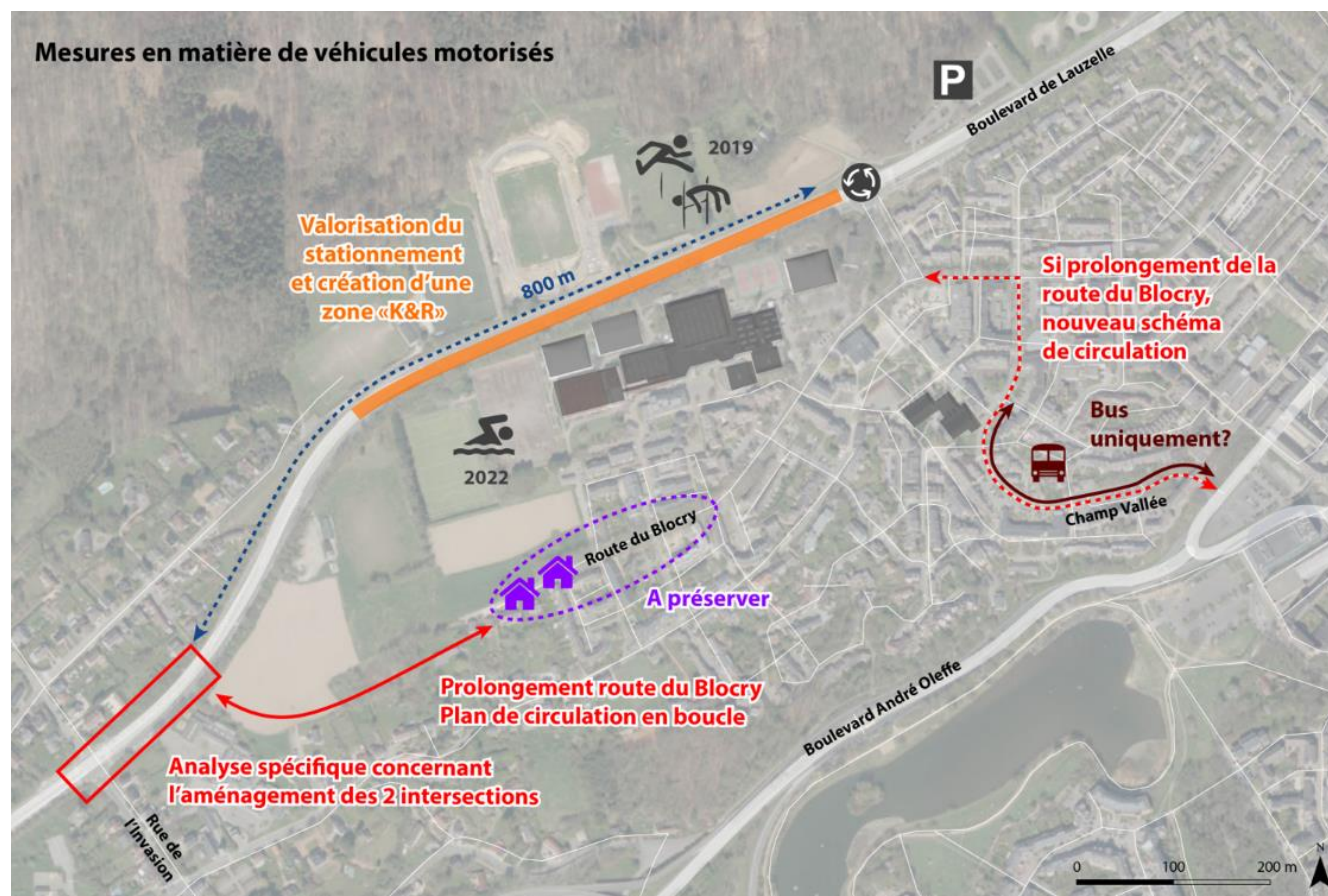 Mesures en matière de véhicules motorisés
P
Boulevard de Lauzelle
2019
Valorisation du
stationnement
et création d'une
zone «K&R»
800 m
Si prolongement de la
route du Blocry,
nouveau schéma
de circulation
Bus
uniquement?
2022
Champ Vallée
Route du Blocry
A préserver
Prolongement route du Blocry
Plan de circulation en boucle
Boulevard André Oleffe
Analyse spécifique concernant
l'aménagement des 2 intersections
Rue de
l'Invasion
0 100 200 m
N